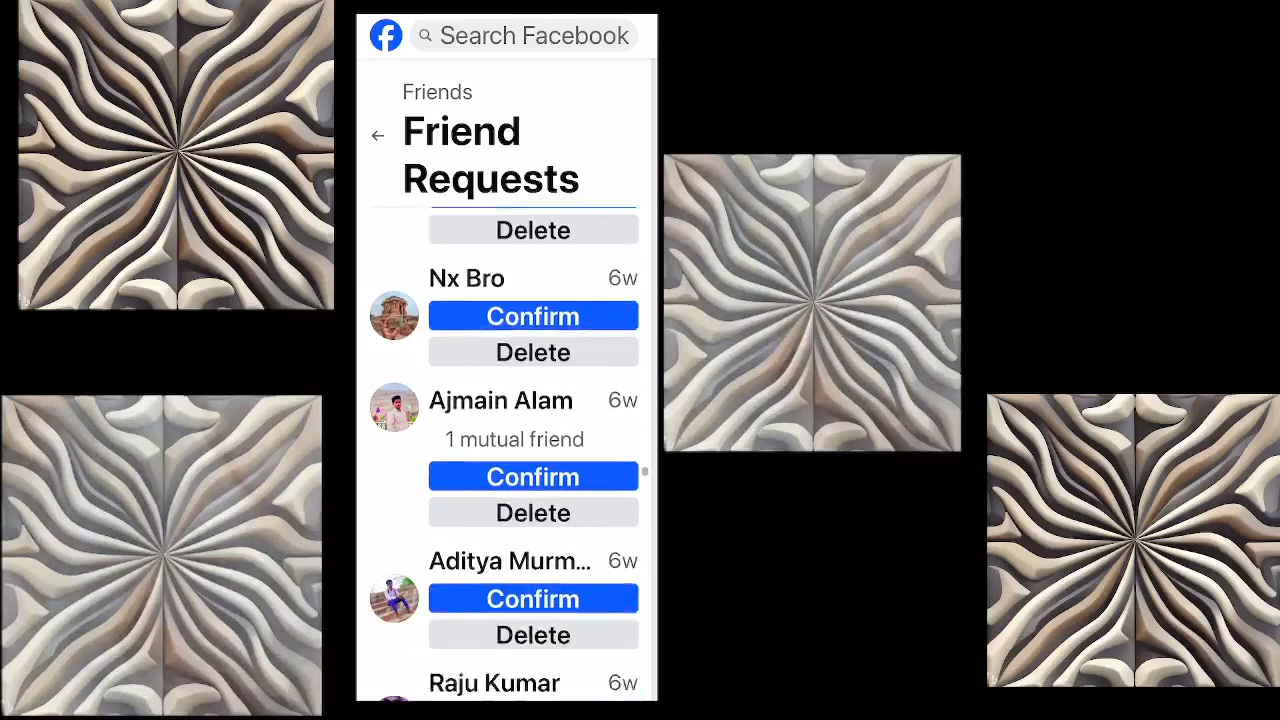 Search Facebook
Friends
Friend
Requests
Delete
Nx Bro 6w
Confirm
Delete
Ajmain Alam 6w
1 mutual friend
Confirm
Delete
Aditya Murm... 6w
Confirm
Delete
Raju Kumar 6w